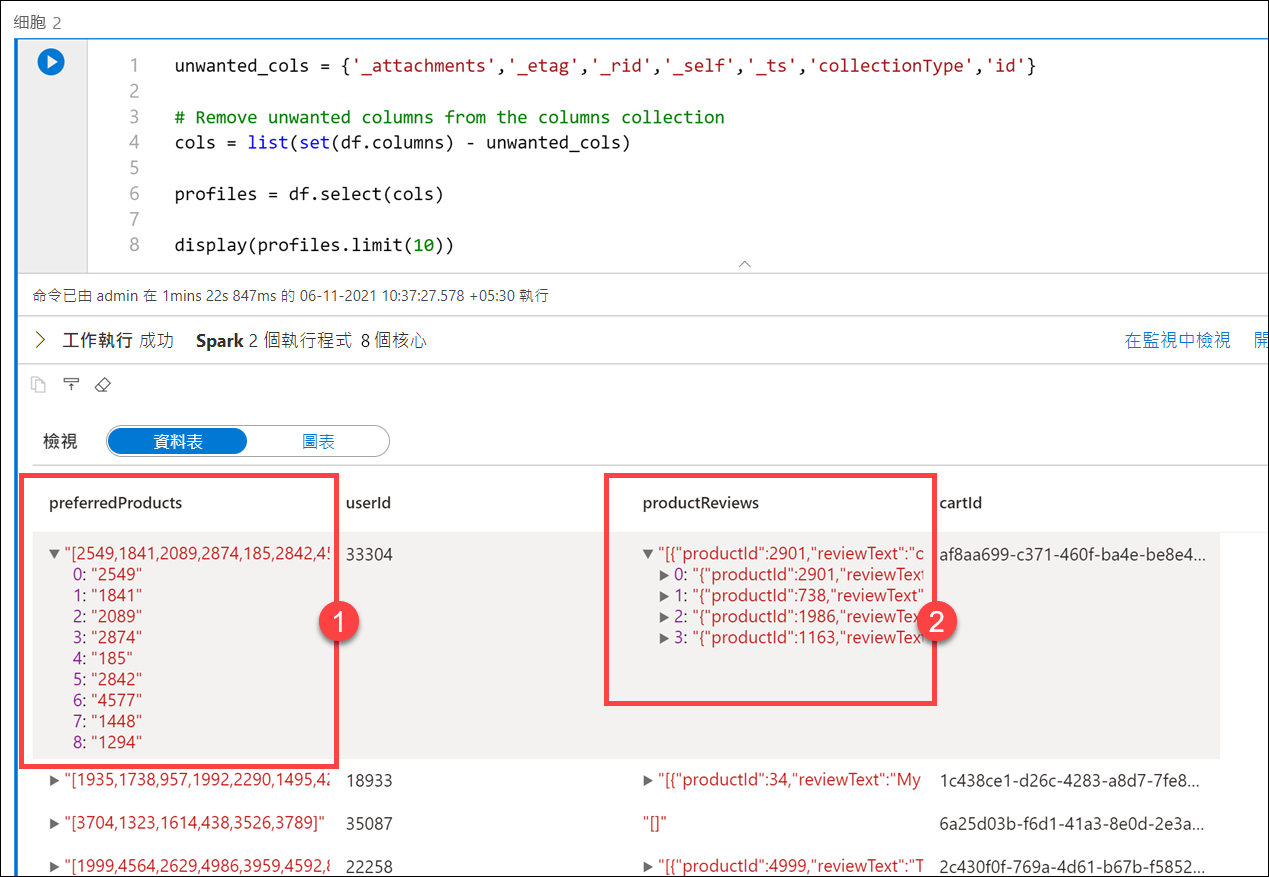 細胞 2
1 unwanted_cols = {'_attachments','_etag','_rid','_self','_ts','collectionType','id'}
2
3 # Remove unwanted columns from the columns collection
4 cols = list(set(df.columns) - unwanted_cols)
5
6 profiles = df.select(cols)
7
8 display(profiles.limit(10))
命令已由 admin 在 1mins 22s 847ms 的 06-11-2021 10:37:27.578 +05:30 執行
工作執行 成功 Spark 2 個執行程式 8 個核心 在監視中檢視 開
檢視 資料表 圖表
preferredProducts userId productReviews cartId
"[2549,1841,2089,2874,185,2842,45 33304 "[{"productId":2901,"reviewText":"c af8aa699-c371-460f-ba4e-be8e4...
0: "2549" 0: "{"productId":2901,"reviewText
1: "1841" 1: "{"productId":738,"reviewText"
2: "2089" 2: "{"productId":1986,"reviewTex
3: "2874" 3: "{"productId":1163,"reviewTex
1 2
4: "185"
5: "2842"
6: "4577"
7: "1448"
8: "1294"
"[1935,1738,957,1992,2290,1495,42 18933 "[{"productId":34,"reviewText":"My 1c438ce1-d26c-4283-a8d7-7fe8...
"[3704,1323,1614,438,3526,3789]" 35087 "[]" 6a25d03b-f6d1-41a3-8e0d-2e3a...
"[1999,4564,2629,4986,3959,4592,8 22258 "[{"productId":4999,"reviewText":"T 2c430f0f-769a-4d61-b67b-f5852...